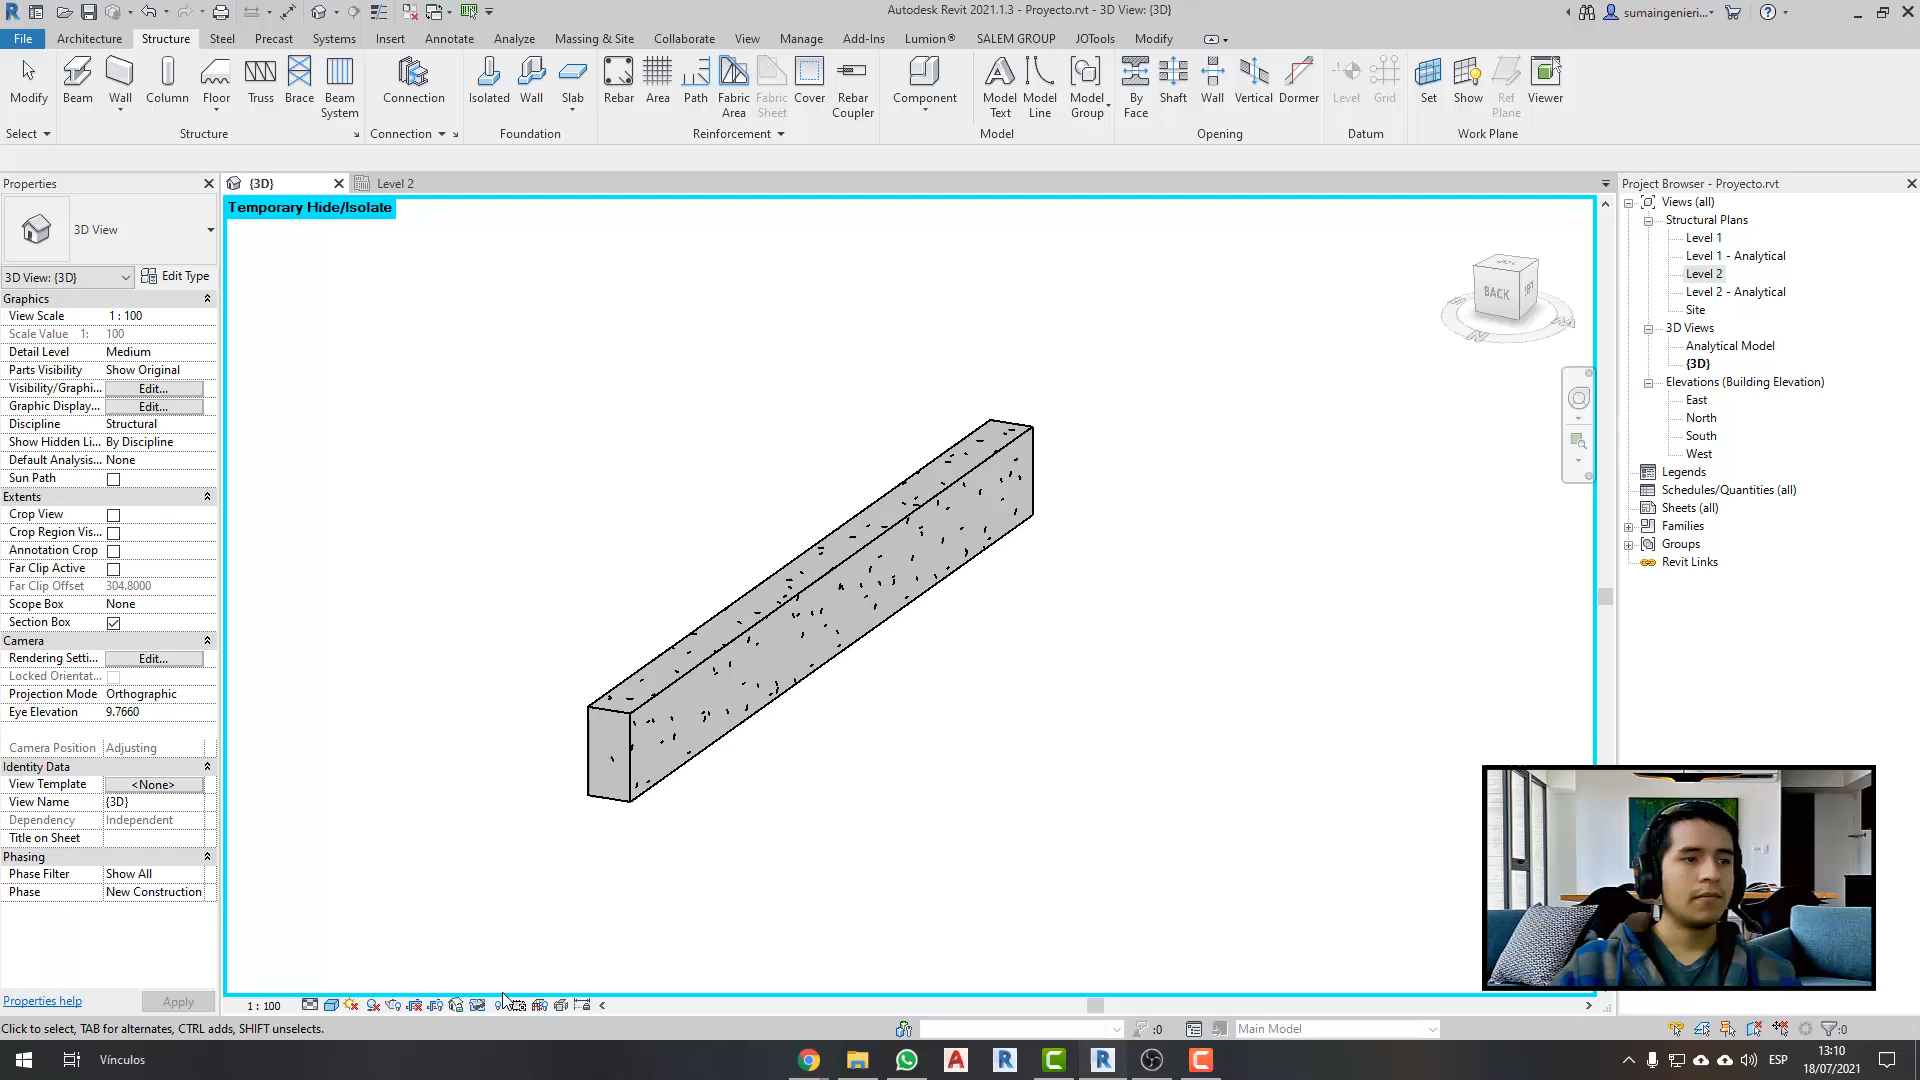 Autodesk Revit 2021.1.3 - Proyecto.rvt - 3D View: {3D}
sumaingenieri...
File Architecture Structure Steel Precast Systems Insert Annotate Analyze Massing & Site Collaborate View Manage Add-Ins Lumion® SALEM GROUP JOTools Modify
Modify Beam Wall Column Floor Truss Brace Beam System Connection Isolated Wall Slab Rebar Area Path Fabric Area Fabric Sheet Cover Rebar Coupler Component Model Text Model Line Model Group By Face Shaft Wall Vertical Dormer Level Grid Set Show Ref Plane Viewer
Select Structure Connection Foundation Reinforcement Model Opening Datum Work Plane
Properties
{3D} Level 2
Project Browser - Proyecto.rvt
Temporary Hide/Isolate
3D View
3D View: {3D} Edit Type
Graphics
View Scale 1 : 100
Scale Value 1: 100
Detail Level Medium
Parts Visibility Show Original
Visibility/Graphi... Edit...
Graphic Display... Edit...
Discipline Structural
Show Hidden Li... By Discipline
Default Analysis... None
Sun Path
Extents
Crop View
Crop Region Vis...
Annotation Crop
Far Clip Active
Far Clip Offset 304.8000
Scope Box None
Section Box
Camera
Rendering Setti... Edit...
Locked Orientat...
Projection Mode Orthographic
Eye Elevation 9.7660
Camera Position Adjusting
Identity Data
View Template <None>
View Name {3D}
Dependency Independent
Title on Sheet
Phasing
Phase Filter Show All
Phase New Construction
Properties help Apply
BACK
Views (all)
Structural Plans
Level 1
Level 1 - Analytical
Level 2
Level 2 - Analytical
Site
3D Views
Analytical Model
{3D}
Elevations (Building Elevation)
East
North
South
West
Legends
Schedules/Quantities (all)
Sheets (all)
Families
Groups
Revit Links
1 : 100
Click to select, TAB for alternates, CTRL adds, SHIFT unselects.
:0
Main Model
:0
Vínculos
ESP
13:10
18/07/2021